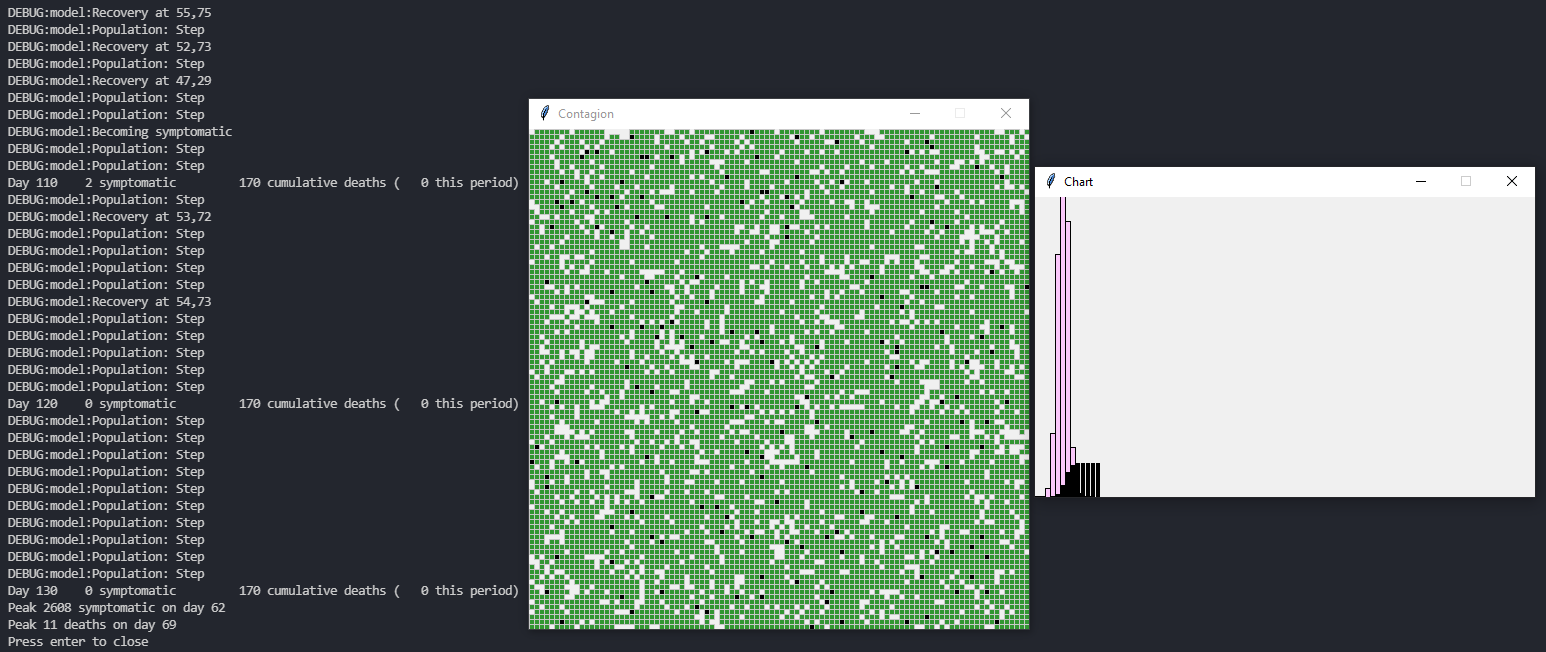 DEBUG:model:Recovery at 55,75
DEBUG:model:Population: Step
DEBUG:model:Recovery at 52,73
DEBUG:model:Population: Step
DEBUG:model:Recovery at 47,29
DEBUG:model:Population: Step
DEBUG:model:Population: Step
DEBUG:model:Becoming symptomatic
DEBUG:model:Population: Step
DEBUG:model:Population: Step
Day 110    2 symptomatic         170 cumulative deaths (   0 this period)
DEBUG:model:Population: Step
DEBUG:model:Recovery at 53,72
DEBUG:model:Population: Step
DEBUG:model:Population: Step
DEBUG:model:Population: Step
DEBUG:model:Population: Step
DEBUG:model:Recovery at 54,73
DEBUG:model:Population: Step
DEBUG:model:Population: Step
DEBUG:model:Population: Step
DEBUG:model:Population: Step
DEBUG:model:Population: Step
Day 120    0 symptomatic         170 cumulative deaths (   0 this period)
DEBUG:model:Population: Step
DEBUG:model:Population: Step
DEBUG:model:Population: Step
DEBUG:model:Population: Step
DEBUG:model:Population: Step
DEBUG:model:Population: Step
DEBUG:model:Population: Step
DEBUG:model:Population: Step
DEBUG:model:Population: Step
DEBUG:model:Population: Step
Day 130    0 symptomatic         170 cumulative deaths (   0 this period)
Peak 2608 symptomatic on day 62
Peak 11 deaths on day 69
Press enter to close
Contagion
Chart